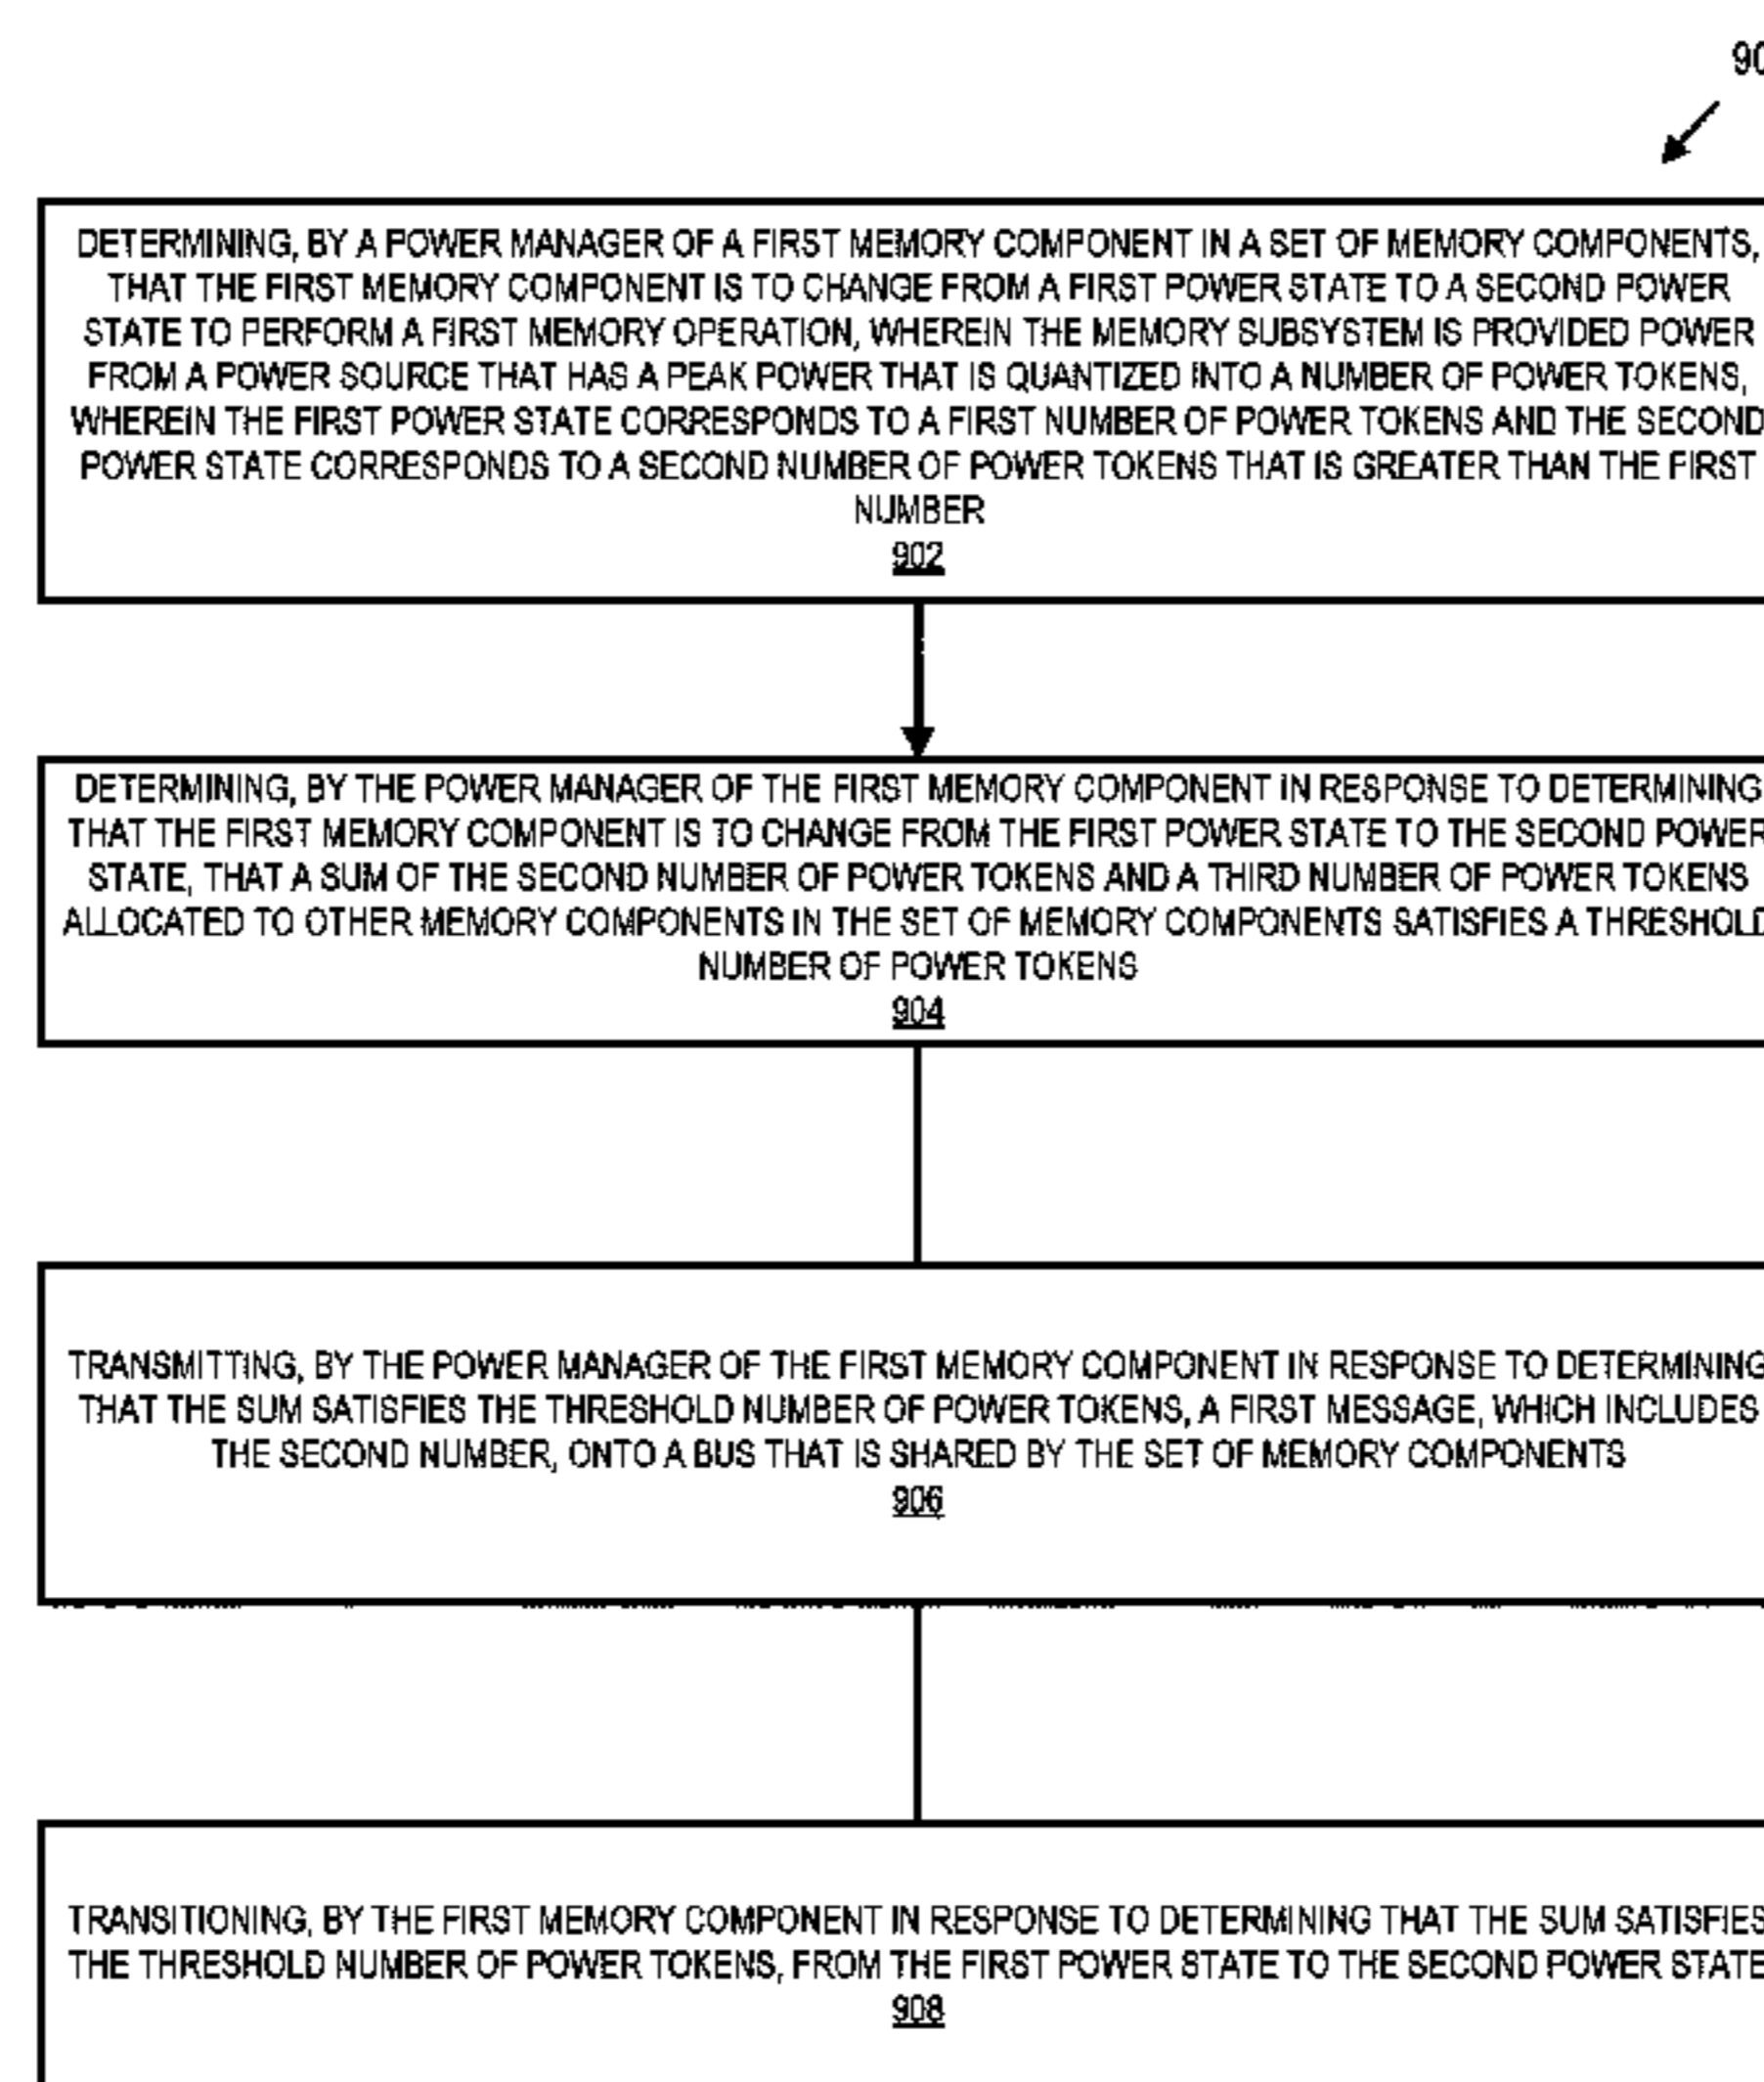 90
DETERMINING, BY A POWER MANAGER OF A FIRST MEMORY COMPONENT IN A SET OF MEMORY COMPONENTS,
THAT THE FIRST MEMORY COMPONENT IS TO CHANGE FROM A FIRST POWER STATE TO A SECOND POWER
STATE TO PERFORM A FIRST MEMORY OPERATION, WHEREIN THE MEMORY SUBSYSTEM IS PROVIDED POWER
FROM A POWER SOURCE THAT HAS A PEAK POWER THAT IS QUANTIZED INTO A NUMBER OF POWER TOKENS,
WHEREIN THE FIRST POWER STATE CORRESPONDS TO A FIRST NUMBER OF POWER TOKENS AND THE SECOND
POWER STATE CORRESPONDS TO A SECOND NUMBER OF POWER TOKENS THAT IS GREATER THAN THE FIRST
NUMBER
902
DETERMINING, BY THE POWER MANAGER OF THE FIRST MEMORY COMPONENT IN RESPONSE TO DETERMINING
THAT THE FIRST MEMORY COMPONENT IS TO CHANGE FROM THE FIRST POWER STATE TO THE SECOND POWER
STATE, THAT A SUM OF THE SECOND NUMBER OF POWER TOKENS AND A THIRD NUMBER OF POWER TOKENS
ALLOCATED TO OTHER MEMORY COMPONENTS IN THE SET OF MEMORY COMPONENTS SATISFIES A THRESHOLD
NUMBER OF POWER TOKENS
904
TRANSMITTING, BY THE POWER MANAGER OF THE FIRST MEMORY COMPONENT IN RESPONSE TO DETERMINING
THAT THE SUM SATISFIES THE THRESHOLD NUMBER OF POWER TOKENS, A FIRST MESSAGE, WHICH INCLUDES
THE SECOND NUMBER, ONTO A BUS THAT IS SHARED BY THE SET OF MEMORY COMPONENTS
906
TRANSITIONING, BY THE FIRST MEMORY COMPONENT IN RESPONSE TO DETERMINING THAT THE SUM SATISFIES
THE THRESHOLD NUMBER OF POWER TOKENS, FROM THE FIRST POWER STATE TO THE SECOND POWER STATE
908